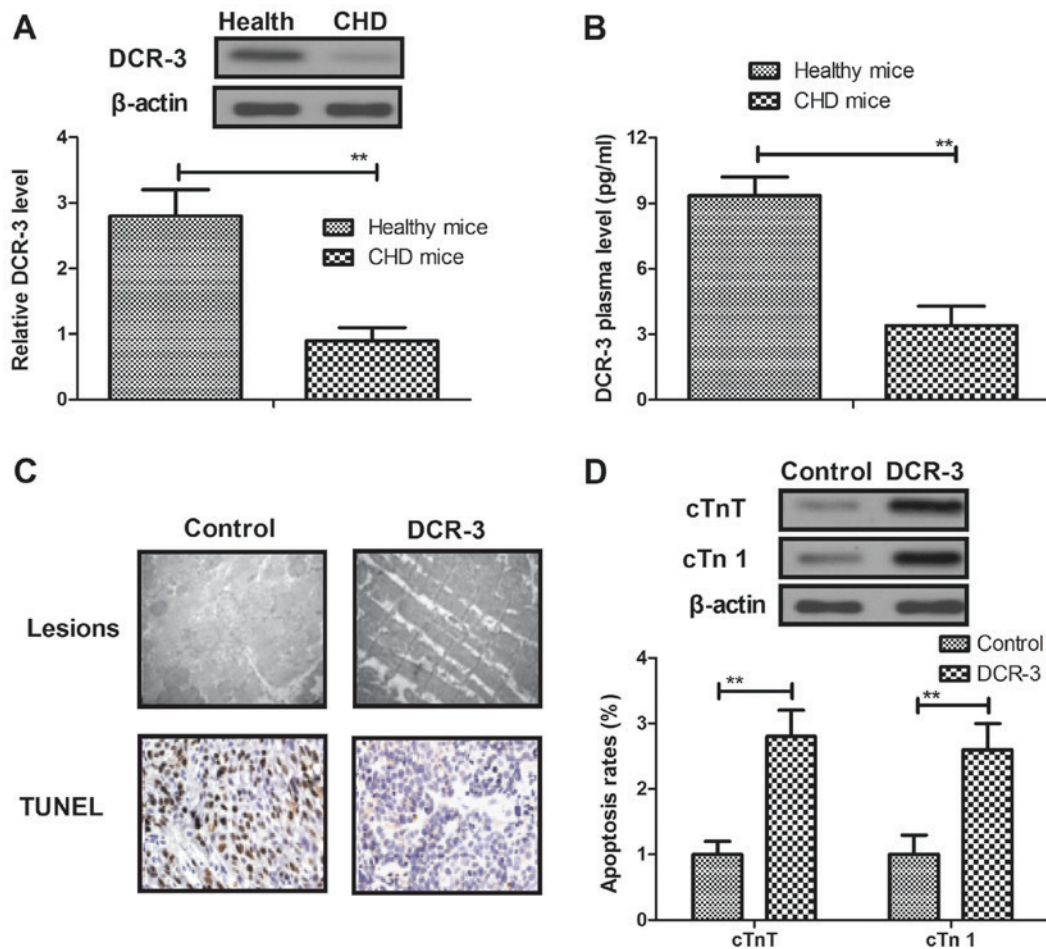 A
Health CHD
DCR-3
β-actin
Relative DCR-3 level
4
3
2
1
0
**
Healthy mice
CHD mice
B
Healthy mice
CHD mice
DCR-3 plasma level (pg/ml)
12
9
6
3
0
**
C
Control DCR-3
Lesions
TUNEL
D
Control DCR-3
cTnT
cTn 1
β-actin
Control
DCR-3
Apoptosis rates (%)
4
3
2
1
0
** **
cTnT cTn 1